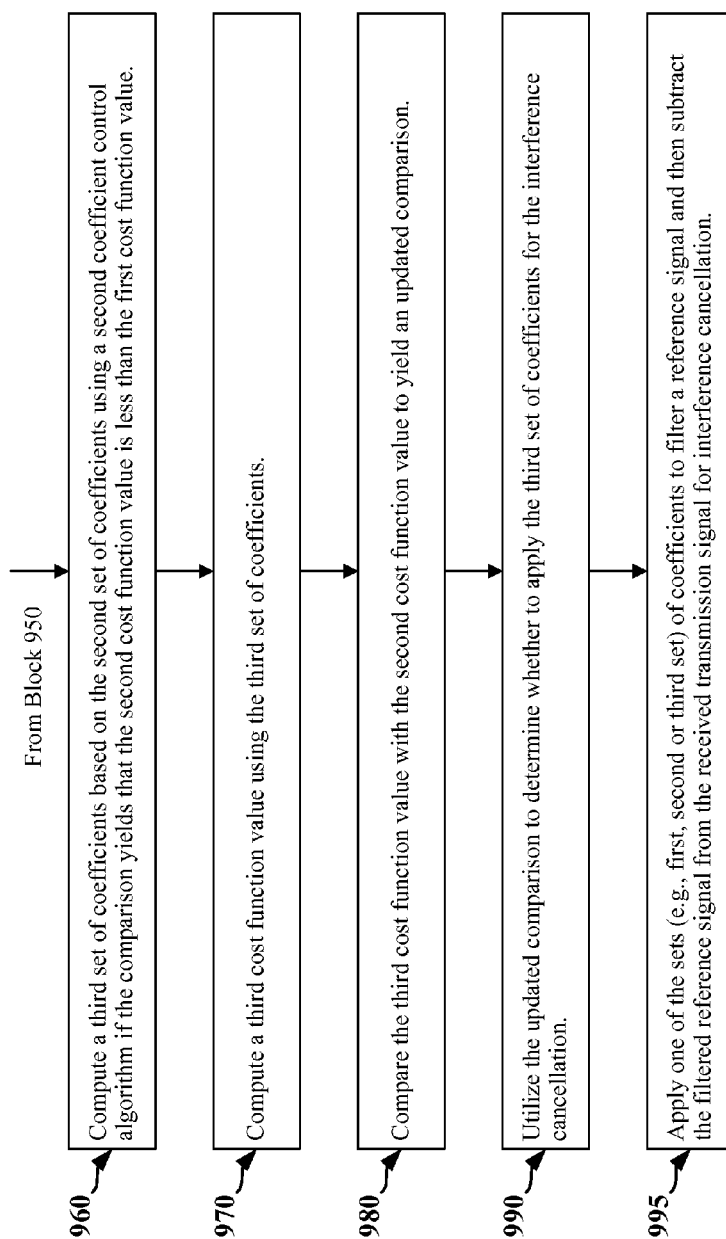 From Block 950
960
Compute a third set of coefficients based on the second set of coefficients using a second coefficient control
algorithm if the comparison yields that the second cost function value is less than the first cost function value.
970
Compute a third cost function value using the third set of coefficients.
980
Compare the third cost function value with the second cost function value to yield an updated comparison.
990
Utilize the updated comparison to determine whether to apply the third set of coefficients for the interference
cancellation.
995
Apply one of the sets (e.g., first, second or third set) of coefficients to filter a reference signal and then subtract
the filtered reference signal from the received transmission signal for interference cancellation.